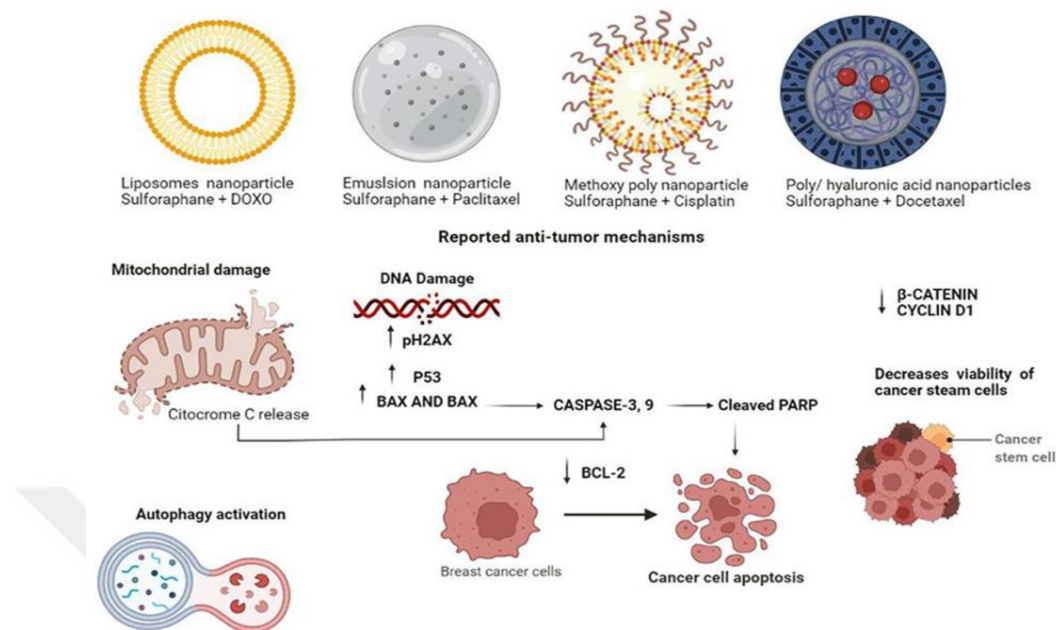 Liposomes nanoparticle
Sulforaphane + DOXO
Emuslsion nanoparticle
Sulforaphane + Paclitaxel
Methoxy poly nanoparticle
Sulforaphane + Cisplatin
Poly/ hyaluronic acid nanoparticles
Sulforaphane + Docetaxel
Reported anti-tumor mechanisms
Mitochondrial damage
Citocrome C release
DNA Damage
↑ pH2AX
↑ P53
↑ BAX AND BAX
CASPASE-3, 9
Cleaved PARP
↓ BCL-2
Breast cancer cells
Cancer cell apoptosis
↓ β-CATENIN
CYCLIN D1
Decreases viability of
cancer steam cells
Cancer
stem cell
Autophagy activation